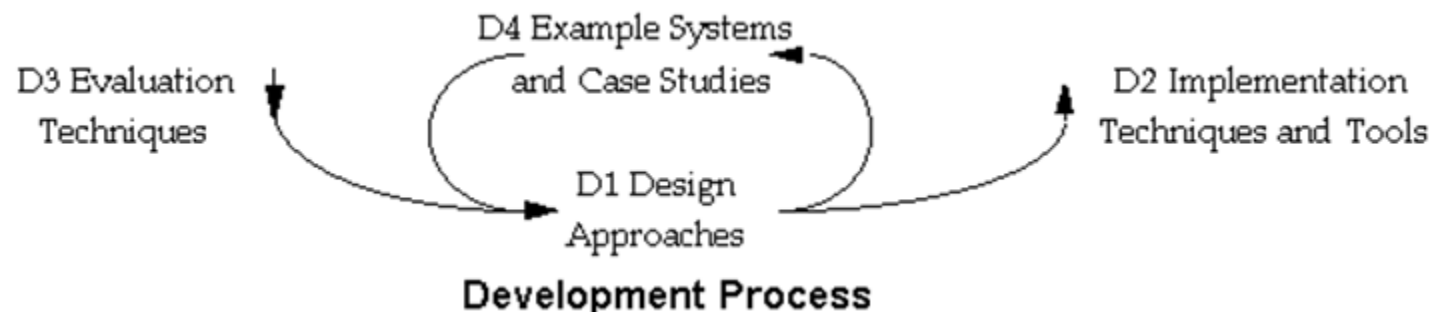 D4 Example Systems
and Case Studies
D3 Evaluation
Techniques
D2 Implementation
Techniques and Tools
D1 Design
Approaches
Development Process